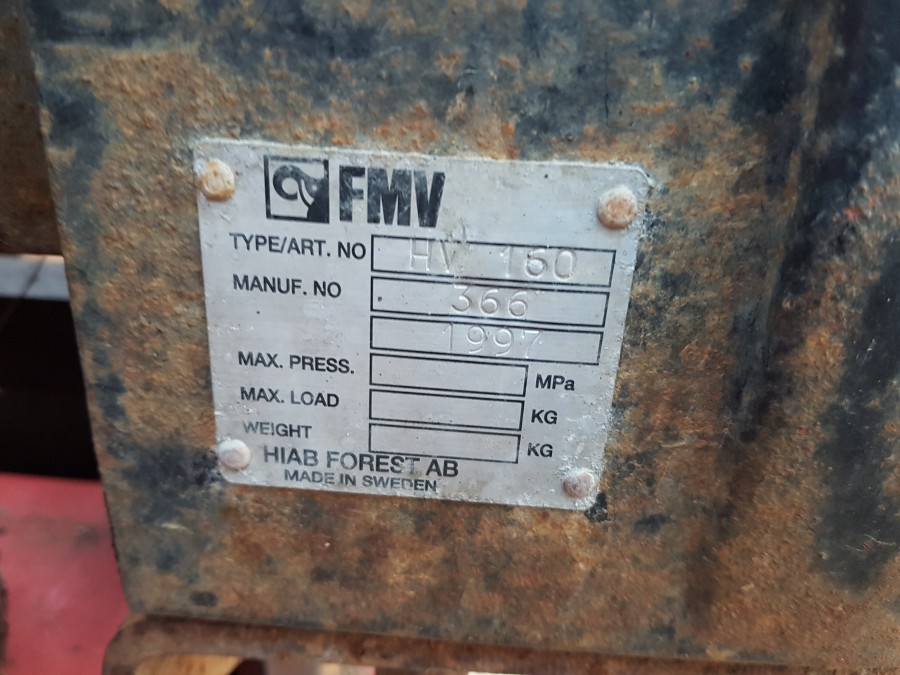 FMV
TYPE/ART. NO HV 160
MANUF. NO 366
1997
MAX. PRESS. MPa
MAX. LOAD KG
WEIGHT KG
HIAB FOREST AB
MADE IN SWEDEN